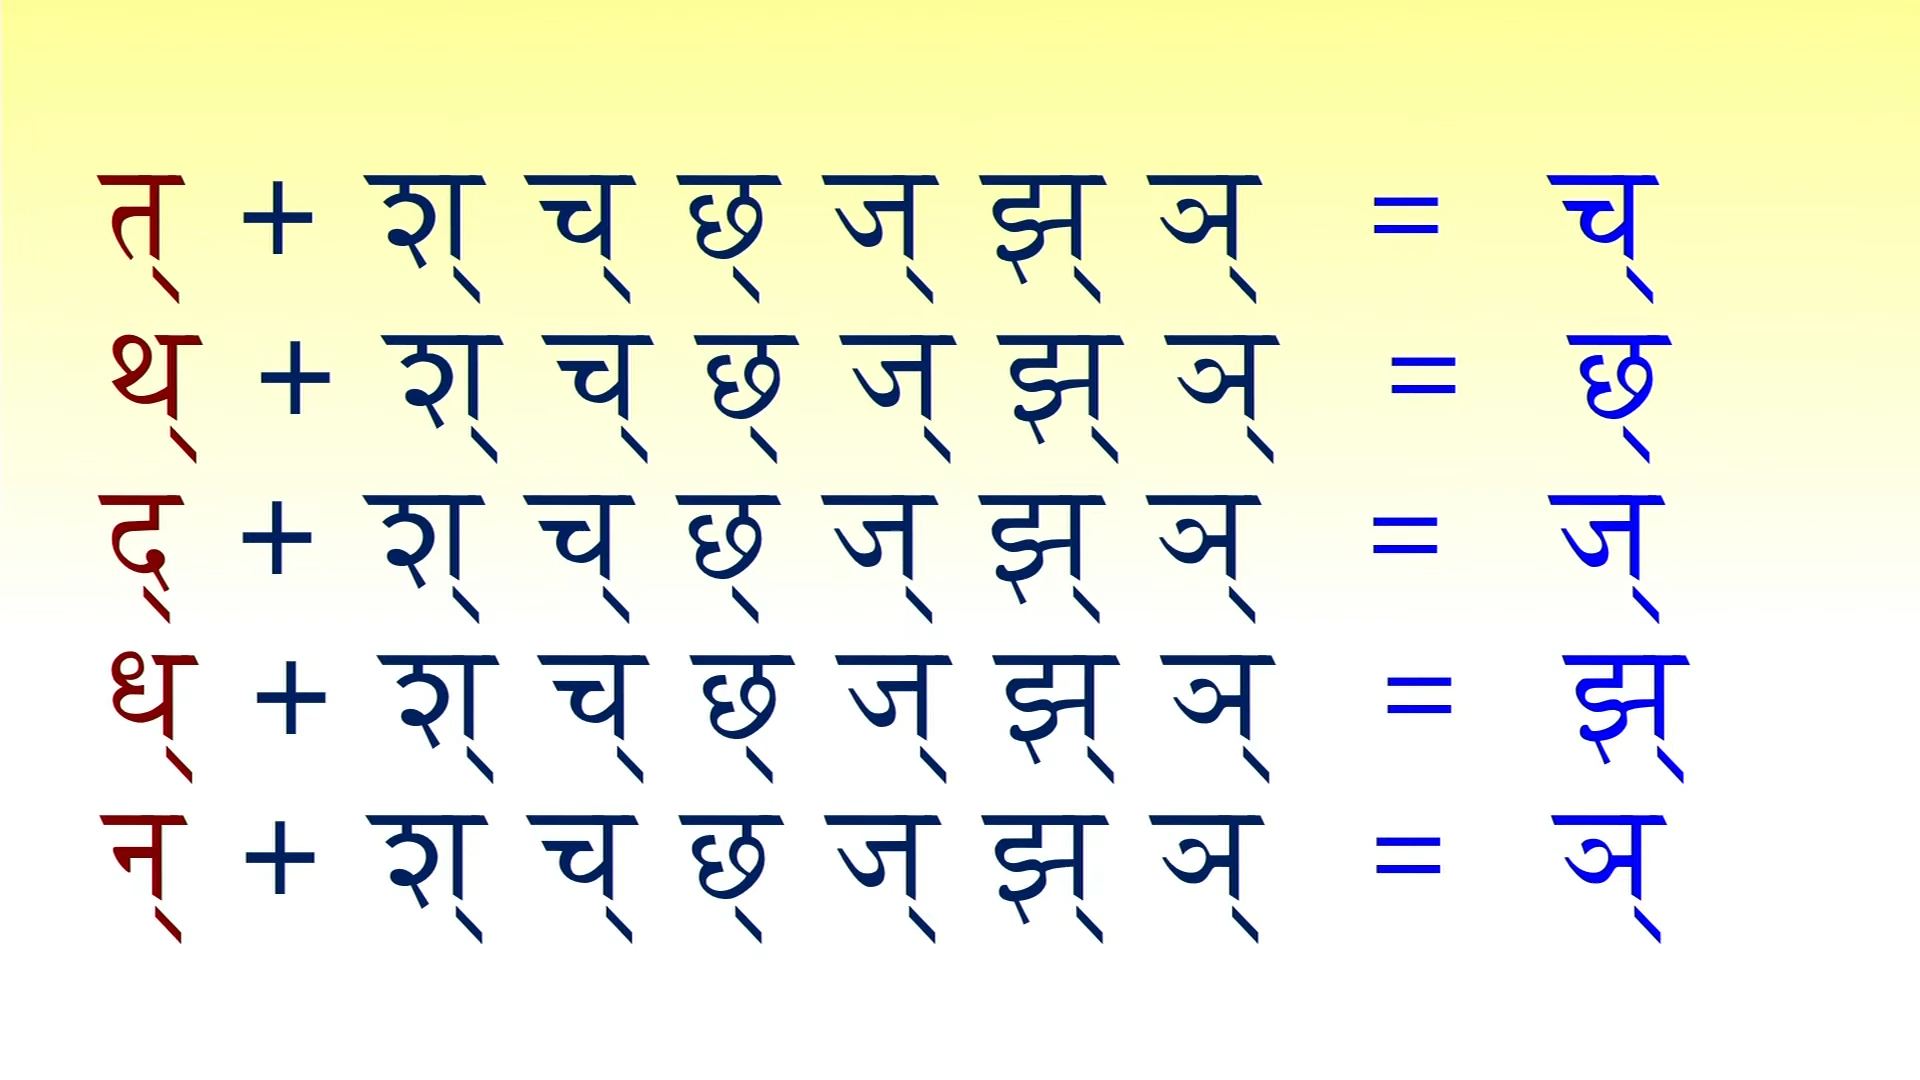 त् + श् च् छ् ज् झ् ञ् = च्
थ् + श् च् छ् ज् झ् ञ् = छ्
द् + श् च् छ् ज् झ् ञ् = ज्
ध् + श् च् छ् ज् झ् ञ् = झ्
न् + श् च् छ् ज् झ् ञ् = ञ्